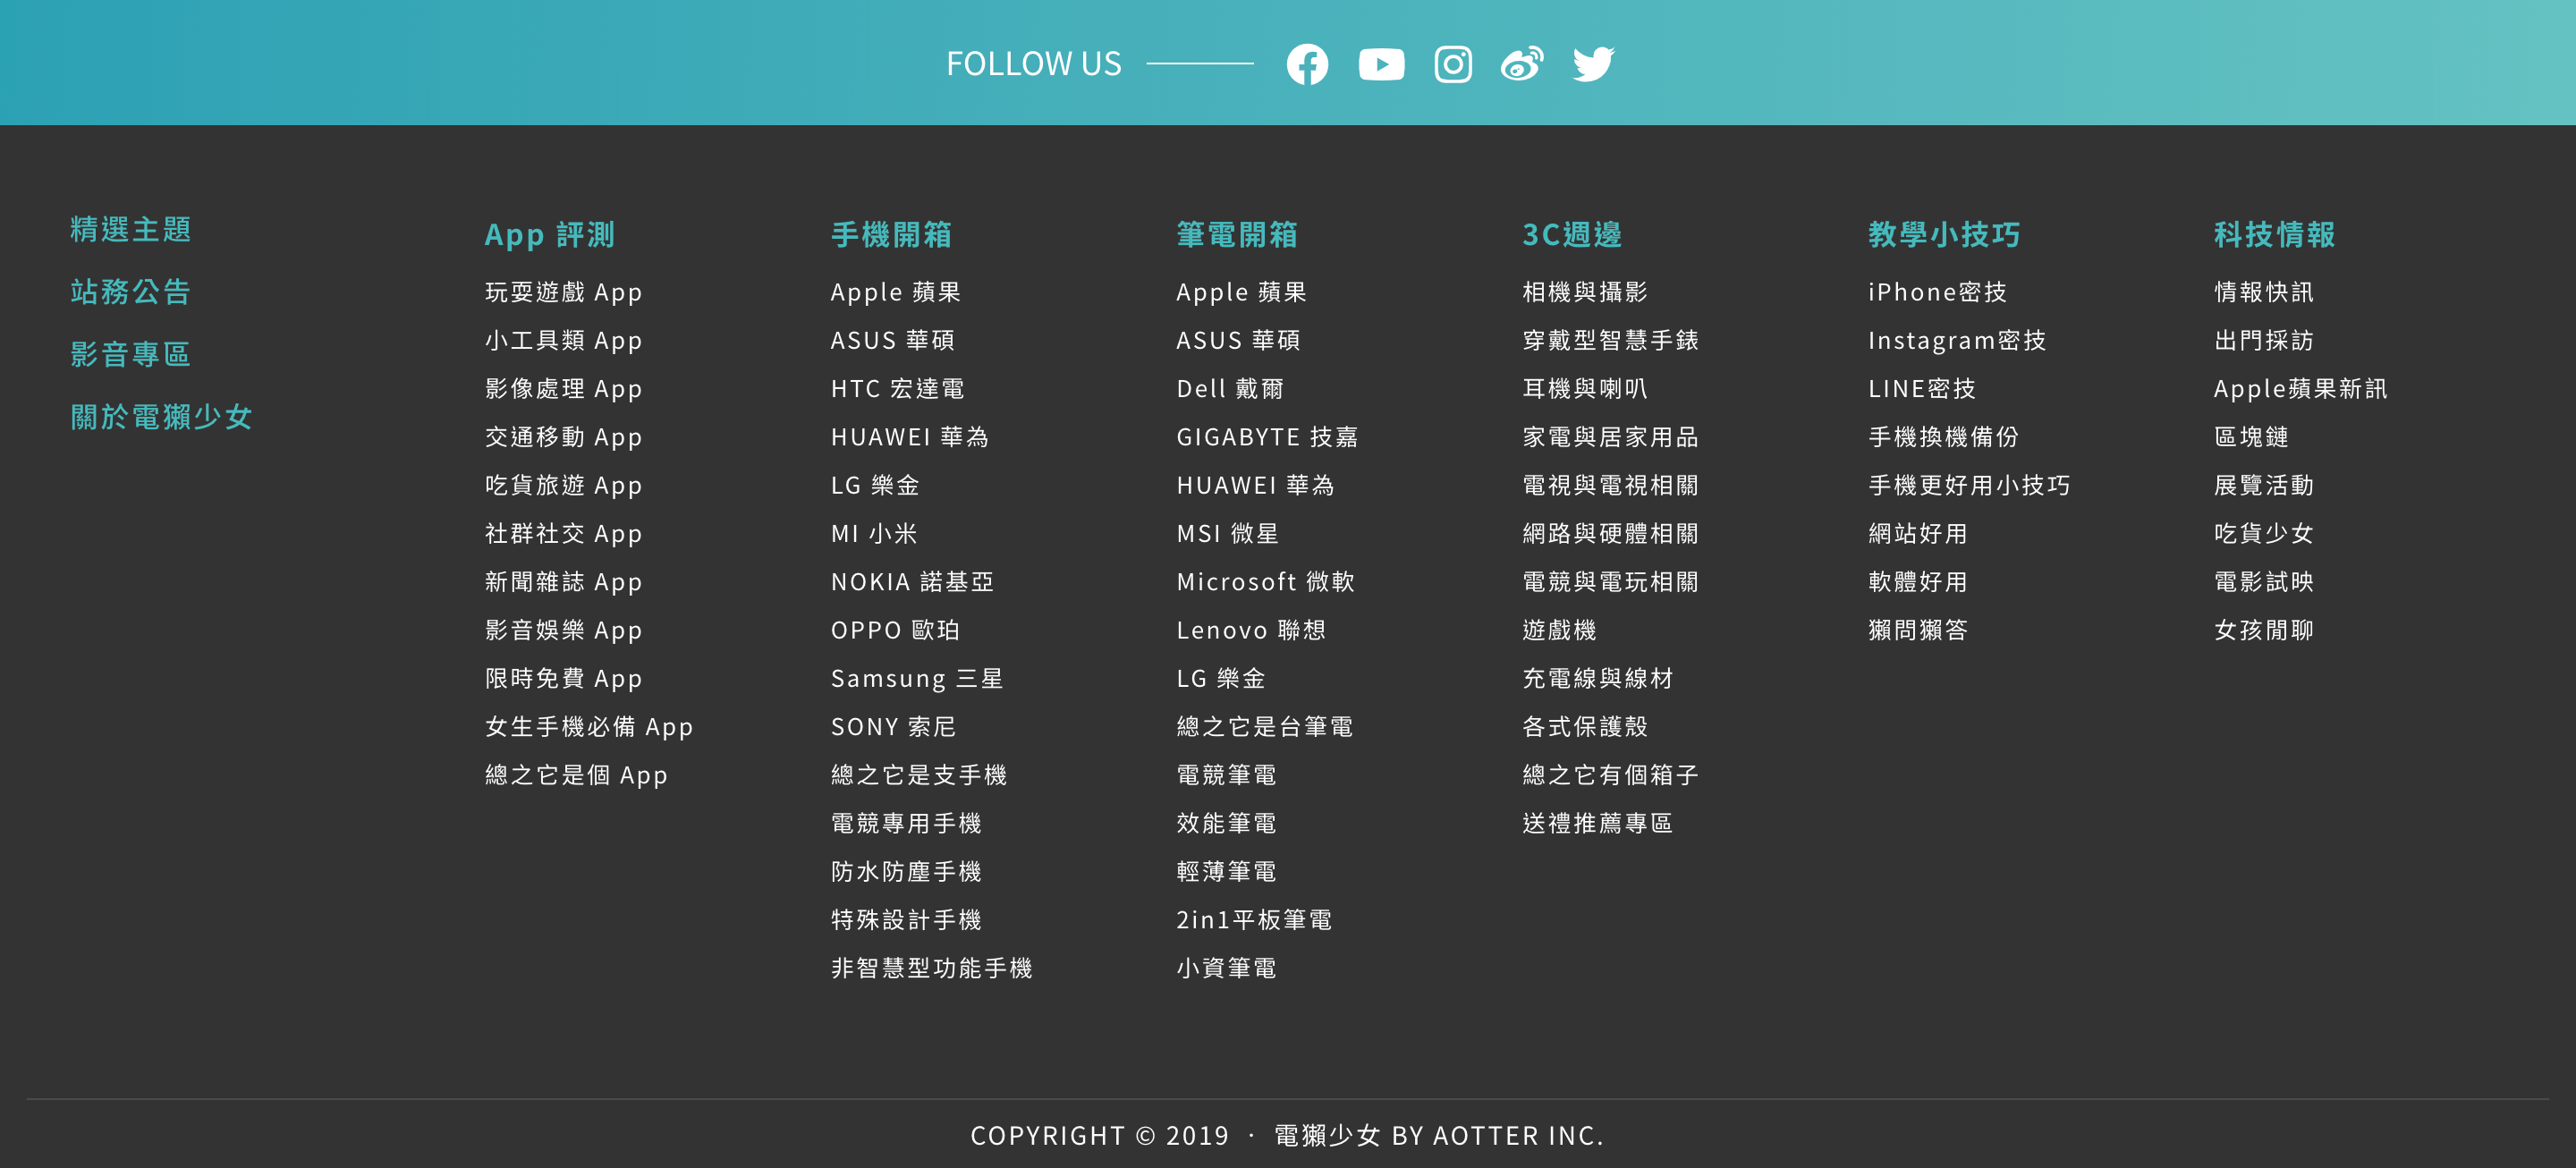 FOLLOW US
精選主題
站務公告
影音專區
關於電獺少女
App 評測
玩耍遊戲 App
小工具類 App
影像處理 App
交通移動 App
吃貨旅遊 App
社群社交 App
新聞雜誌 App
影音娛樂 App
限時免費 App
女生手機必備 App
總之它是個 App
手機開箱
Apple 蘋果
ASUS 華碩
HTC 宏達電
HUAWEI 華為
LG 樂金
MI 小米
NOKIA 諾基亞
OPPO 歐珀
Samsung 三星
SONY 索尼
總之它是支手機
電競專用手機
防水防塵手機
特殊設計手機
非智慧型功能手機
筆電開箱
Apple 蘋果
ASUS 華碩
Dell 戴爾
GIGABYTE 技嘉
HUAWEI 華為
MSI 微星
Microsoft 微軟
Lenovo 聯想
LG 樂金
總之它是台筆電
電競筆電
效能筆電
輕薄筆電
2in1平板筆電
小資筆電
3C週邊
相機與攝影
穿戴型智慧手錶
耳機與喇叭
家電與居家用品
電視與電視相關
網路與硬體相關
電競與電玩相關
遊戲機
充電線與線材
各式保護殼
總之它有個箱子
送禮推薦專區
教學小技巧
iPhone密技
Instagram密技
LINE密技
手機換機備份
手機更好用小技巧
網站好用
軟體好用
獺問獺答
科技情報
情報快訊
出門採訪
Apple蘋果新訊
區塊鏈
展覽活動
吃貨少女
電影試映
女孩閒聊
COPYRIGHT © 2019 · 電獺少女 BY AOTTER INC.